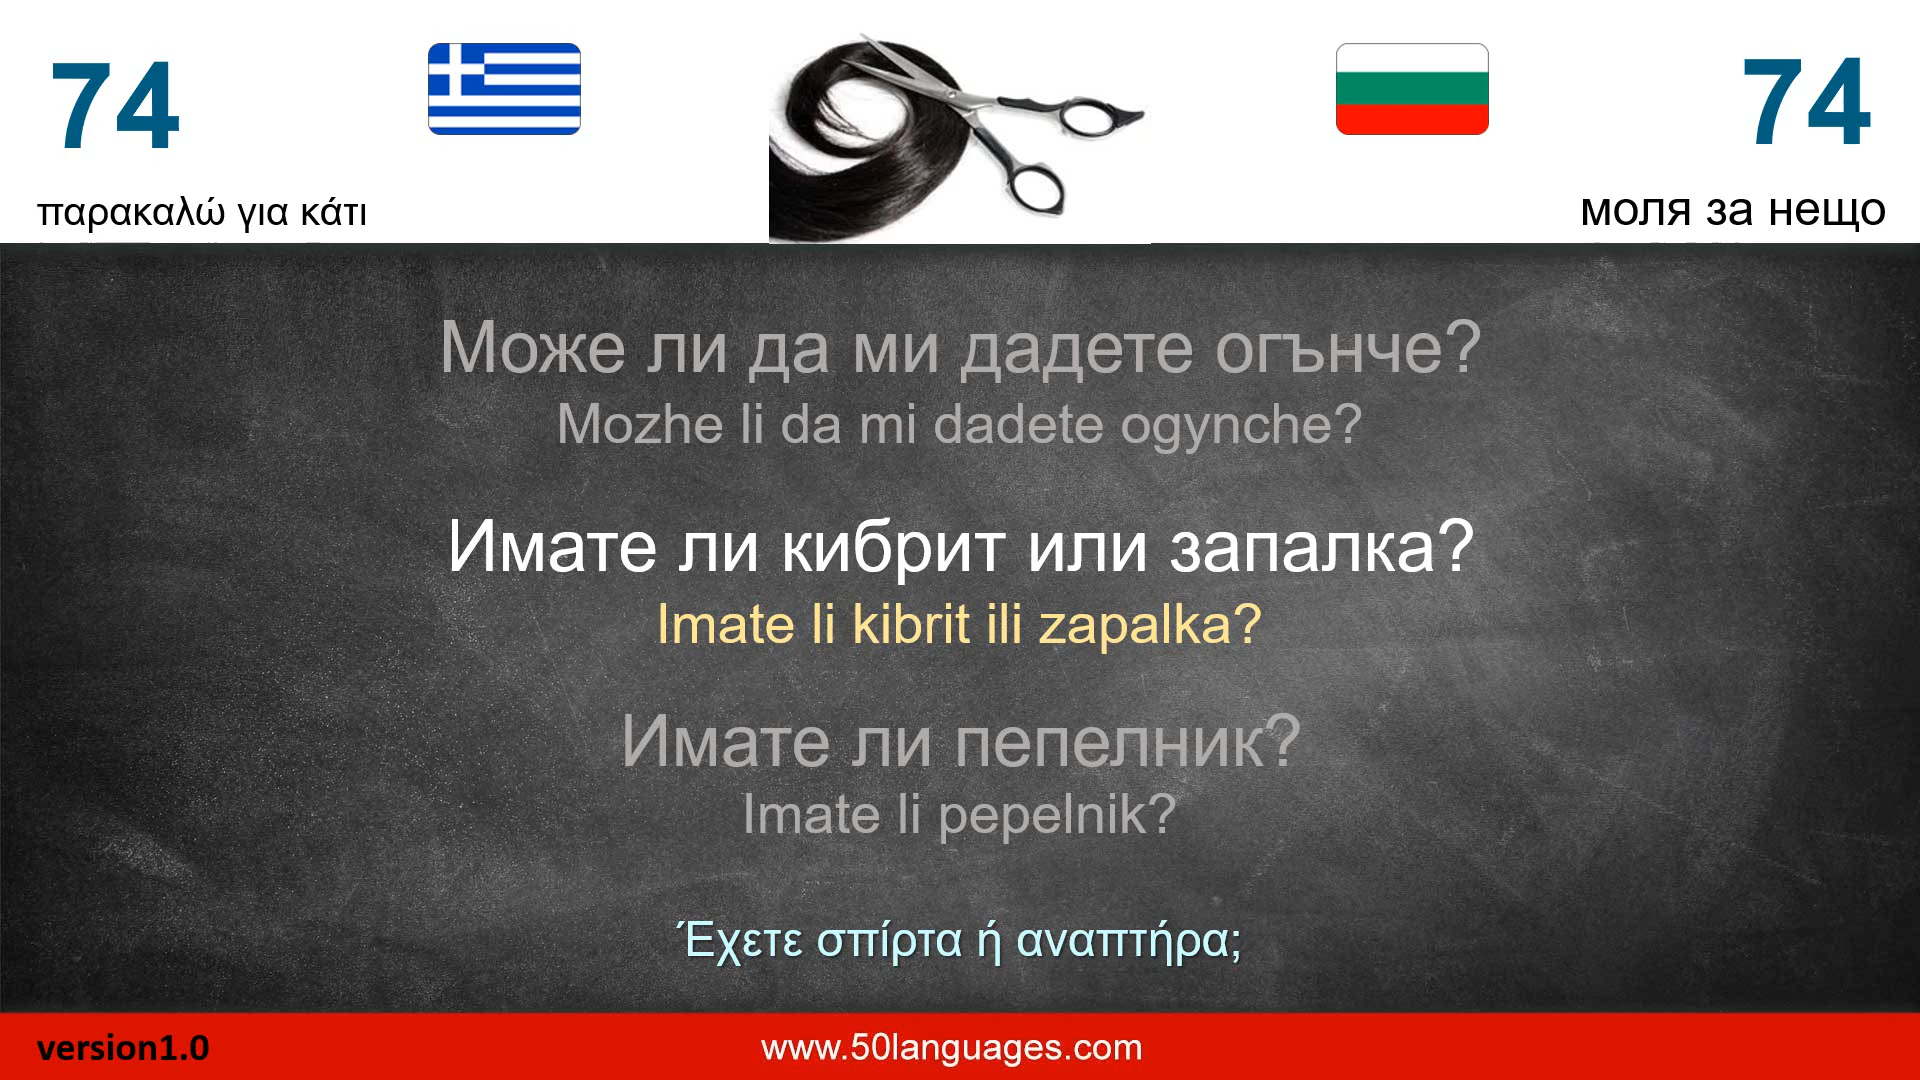 74
74
παρακαλώ για κάτι
моля за нещо
Може ли да ми дадете огънче?
Mozhe li da mi dadete ogynche?
Имате ли кибрит или запалка?
Imate li kibrit ili zapalka?
Имате ли пепелник?
Imate li pepelnik?
Έχετε σπίρτα ή αναπτήρα;
version1.0
www.50languages.com